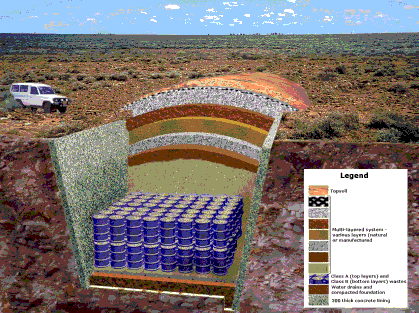 Legend
Topsoil
Multi-layered system -
various layers (natural
or manufactured
Class A (top layers) and
Class B (bottom layers) wastes
Water drains and
compacted foundation
300 thick concrete lining